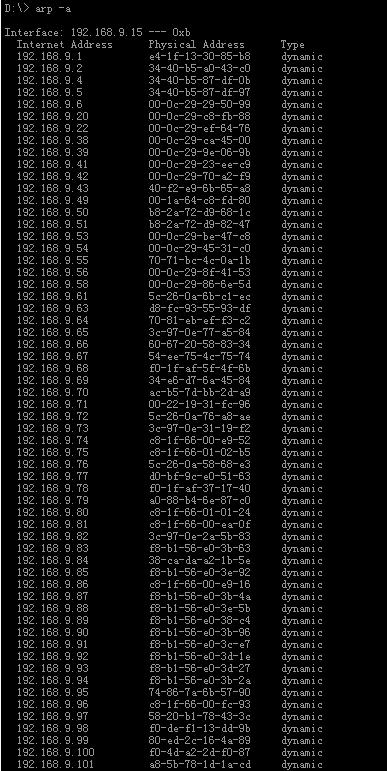 D:\> arp -a
Interface: 192.168.9.15 --- 0xb
Internet Address Physical Address Type
192.168.9.1 e4-1f-13-30-85-b8 dynamic
192.168.9.2 34-40-b5-a0-43-c0 dynamic
192.168.9.4 34-40-b5-87-df-0b dynamic
192.168.9.5 34-40-b5-87-df-97 dynamic
192.168.9.6 00-0c-29-29-50-99 dynamic
192.168.9.20 00-0c-29-c8-fb-88 dynamic
192.168.9.22 00-0c-29-ef-64-76 dynamic
192.168.9.38 00-0c-29-ca-45-00 dynamic
192.168.9.39 00-0c-29-9e-06-9b dynamic
192.168.9.41 00-0c-29-23-ee-c9 dynamic
192.168.9.42 00-0c-29-70-a2-f9 dynamic
192.168.9.43 40-f2-e9-6b-65-a8 dynamic
192.168.9.49 00-1a-64-c8-fd-80 dynamic
192.168.9.50 b8-2a-72-d9-68-1c dynamic
192.168.9.51 b8-2a-72-d9-82-47 dynamic
192.168.9.53 00-0c-29-be-47-c8 dynamic
192.168.9.54 00-0c-29-45-31-c0 dynamic
192.168.9.55 70-71-bc-4c-0a-1b dynamic
192.168.9.56 00-0c-29-8f-41-53 dynamic
192.168.9.58 00-0c-29-86-6e-5d dynamic
192.168.9.61 5c-26-0a-6b-c1-ec dynamic
192.168.9.63 d8-fc-93-55-93-df dynamic
192.168.9.64 70-81-eb-ef-f3-c2 dynamic
192.168.9.65 3c-97-0e-77-a5-84 dynamic
192.168.9.66 60-67-20-58-83-34 dynamic
192.168.9.67 54-ee-75-4c-75-74 dynamic
192.168.9.68 f0-1f-af-5f-4f-6b dynamic
192.168.9.69 34-e6-d7-6a-45-84 dynamic
192.168.9.70 ac-b5-7d-bb-2d-a9 dynamic
192.168.9.71 00-22-19-31-fc-96 dynamic
192.168.9.72 5c-26-0a-76-a8-ae dynamic
192.168.9.73 3c-97-0e-31-19-f2 dynamic
192.168.9.74 c8-1f-66-00-e9-52 dynamic
192.168.9.75 c8-1f-66-01-02-b5 dynamic
192.168.9.76 5c-26-0a-58-68-e3 dynamic
192.168.9.77 d0-bf-9c-e0-51-63 dynamic
192.168.9.78 f0-1f-af-37-17-40 dynamic
192.168.9.79 a0-88-b4-6e-87-c0 dynamic
192.168.9.80 c8-1f-66-01-01-24 dynamic
192.168.9.81 c8-1f-66-00-ea-0f dynamic
192.168.9.82 3c-97-0e-2a-5b-83 dynamic
192.168.9.83 f8-b1-56-e0-3b-63 dynamic
192.168.9.84 38-ca-da-a2-1b-5e dynamic
192.168.9.85 f8-b1-56-e0-3e-92 dynamic
192.168.9.86 c8-1f-66-00-e9-16 dynamic
192.168.9.87 f8-b1-56-e0-3b-4a dynamic
192.168.9.88 f8-b1-56-e0-3e-5b dynamic
192.168.9.89 f8-b1-56-e0-38-c4 dynamic
192.168.9.90 f8-b1-56-e0-3b-96 dynamic
192.168.9.91 f8-b1-56-e0-3c-e7 dynamic
192.168.9.92 f8-b1-56-e0-3d-1e dynamic
192.168.9.93 f8-b1-56-e0-3d-27 dynamic
192.168.9.94 f8-b1-56-e0-3b-2a dynamic
192.168.9.95 74-86-7a-6b-57-90 dynamic
192.168.9.96 c8-1f-66-00-fc-93 dynamic
192.168.9.97 58-20-b1-78-43-3c dynamic
192.168.9.98 f0-de-f1-13-dd-9b dynamic
192.168.9.99 80-ed-2c-16-4a-89 dynamic
192.168.9.100 f0-4d-a2-2d-f0-87 dynamic
192.168.9.101 a8-5b-78-1d-1a-cd dynamic